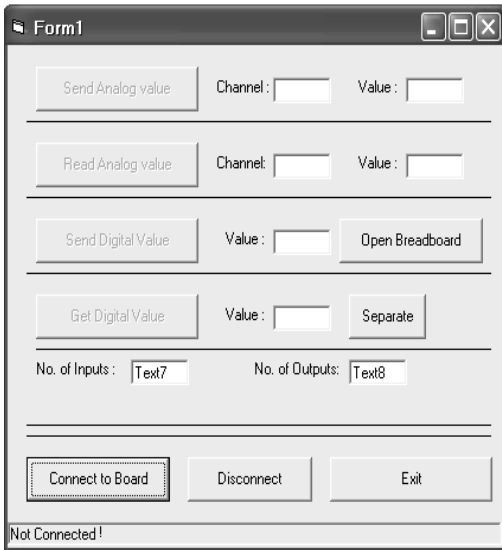 Form1
Send Analog value Channel : Value :
Read Analog value Channel: Value :
Send Digital Value Value : Open Breadboard
Get Digital Value Value : Separate
No. of Inputs : Text7 No. of Outputs: Text8
Connect to Board Disconnect Exit
Not Connected !